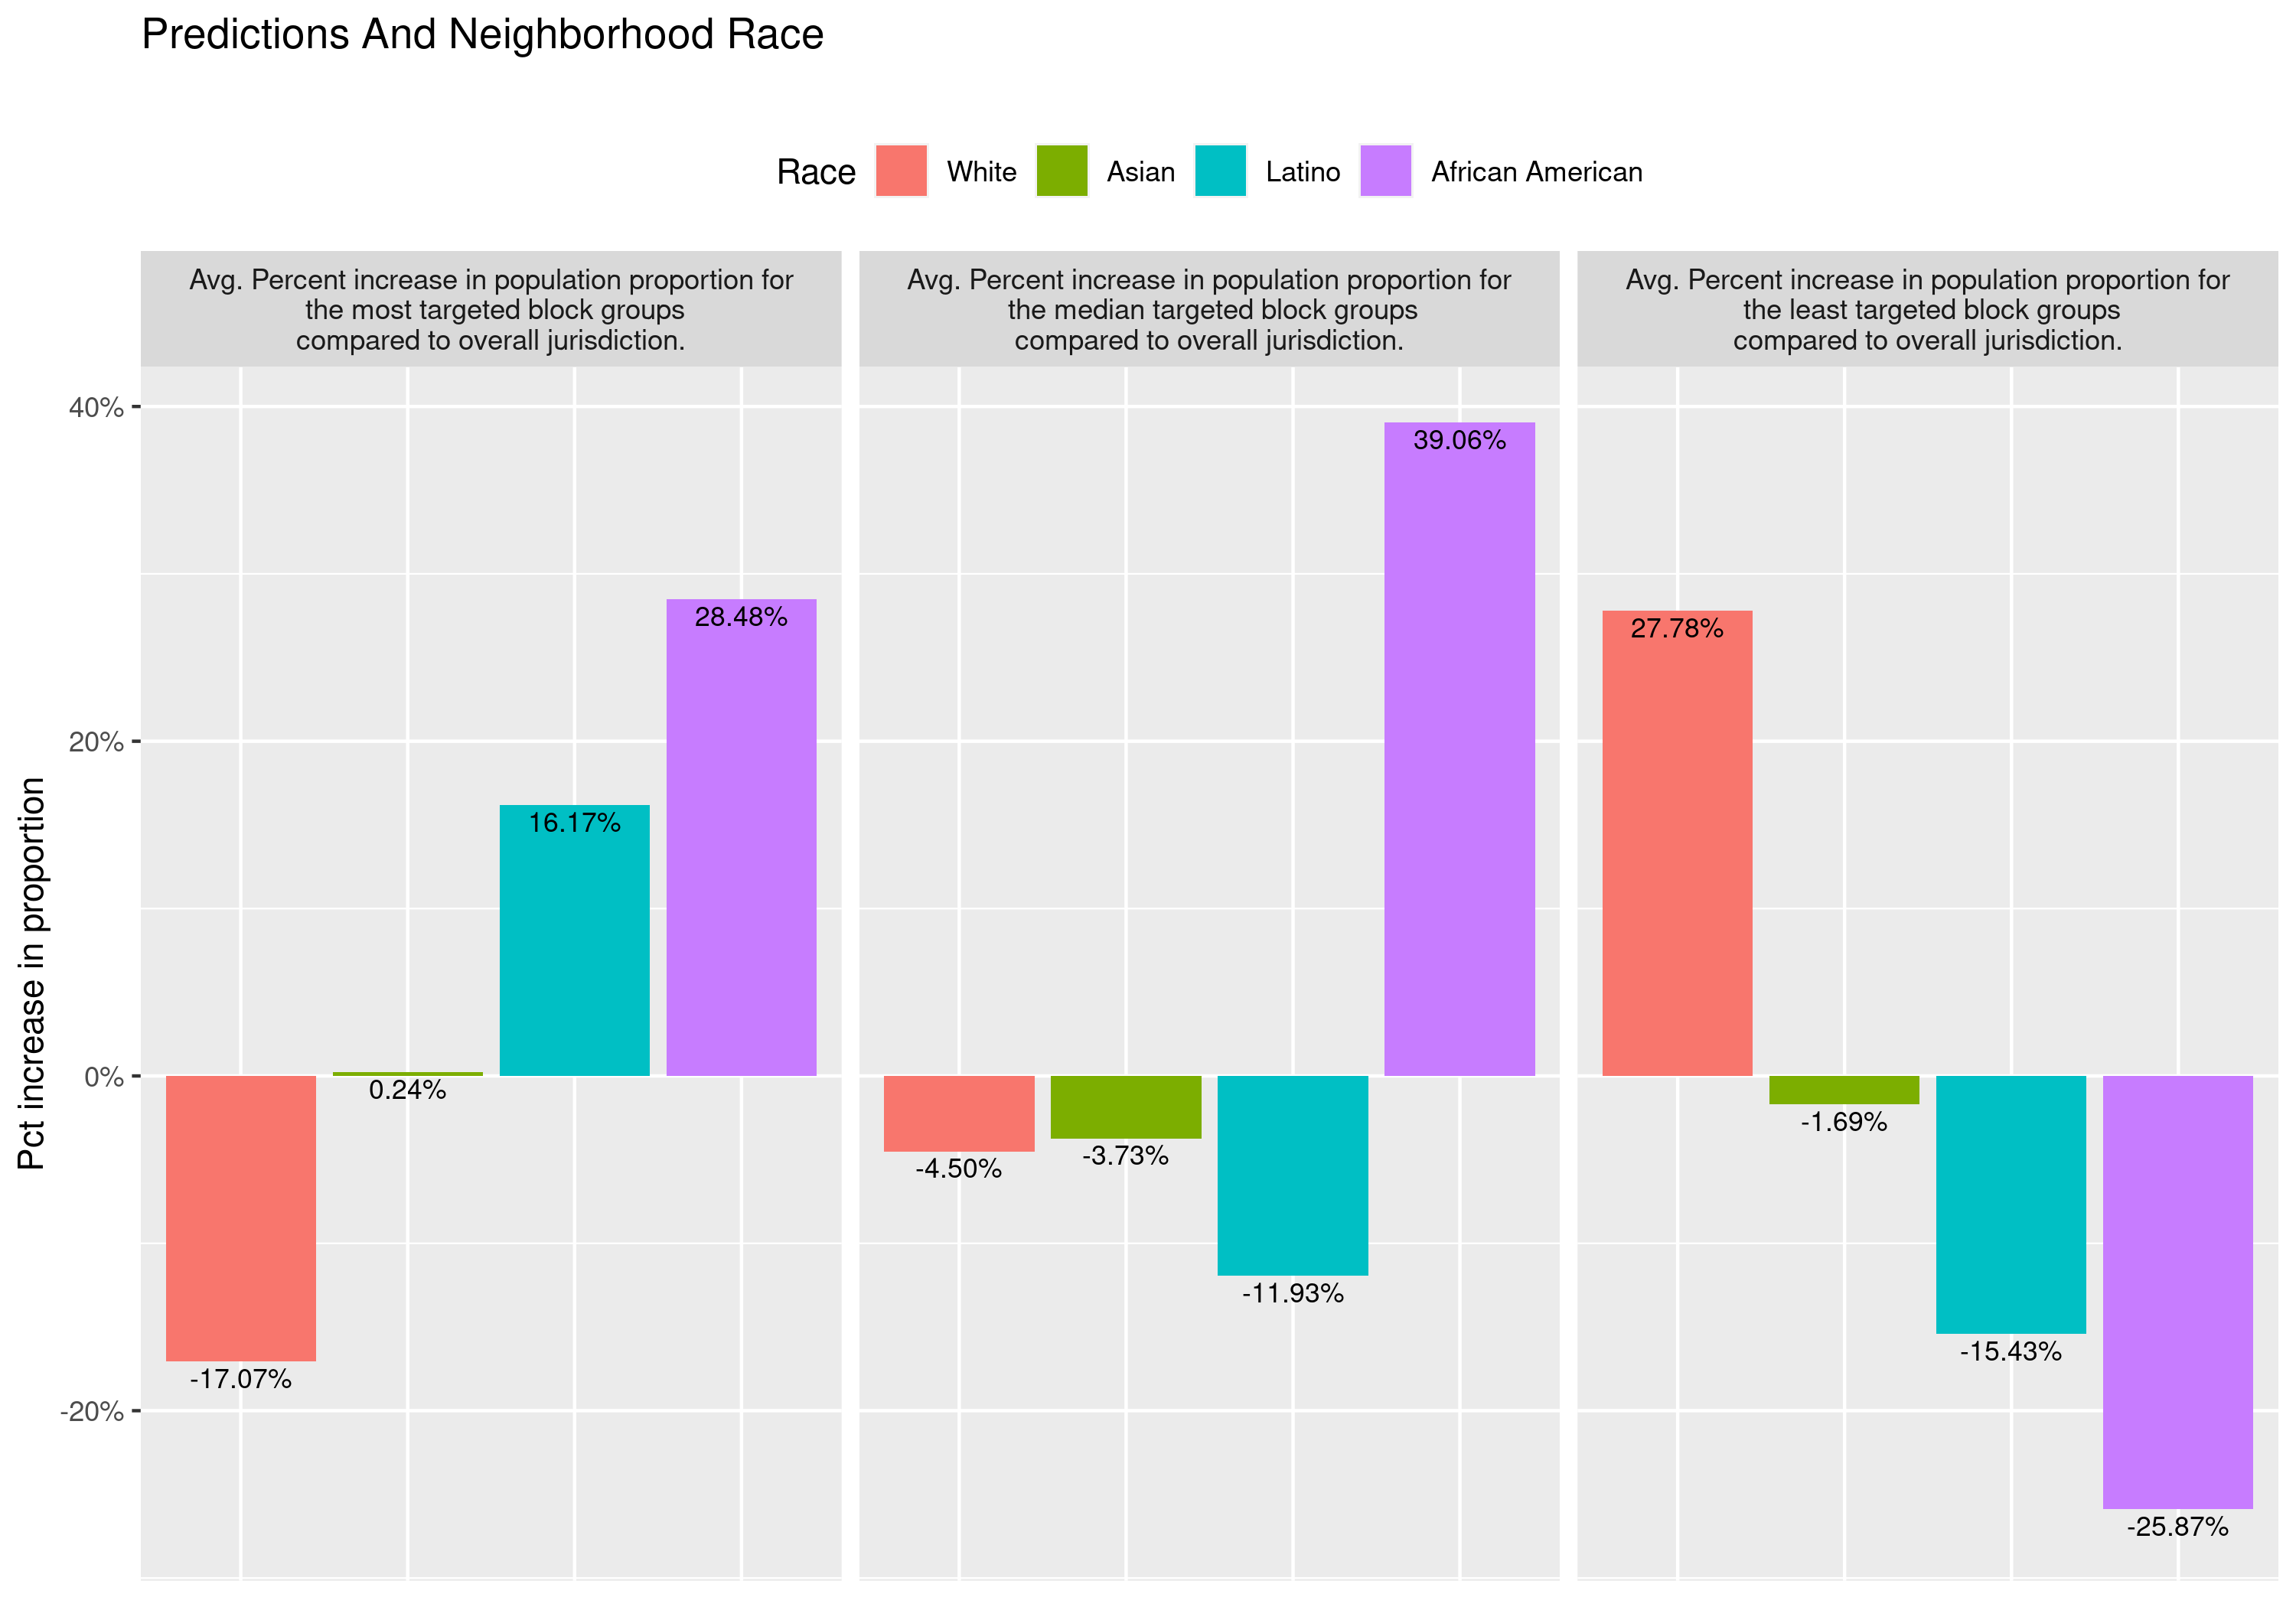 Predictions And Neighborhood Race
Race White Asian Latino African American
Avg. Percent increase in population proportion for
the most targeted block groups
compared to overall jurisdiction.
Avg. Percent increase in population proportion for
the median targeted block groups
compared to overall jurisdiction.
Avg. Percent increase in population proportion for
the least targeted block groups
compared to overall jurisdiction.
Pct increase in proportion
40%
20%
0%
-20%
-17.07%
0.24%
16.17%
28.48%
-4.50%
-3.73%
-11.93%
39.06%
27.78%
-1.69%
-15.43%
-25.87%